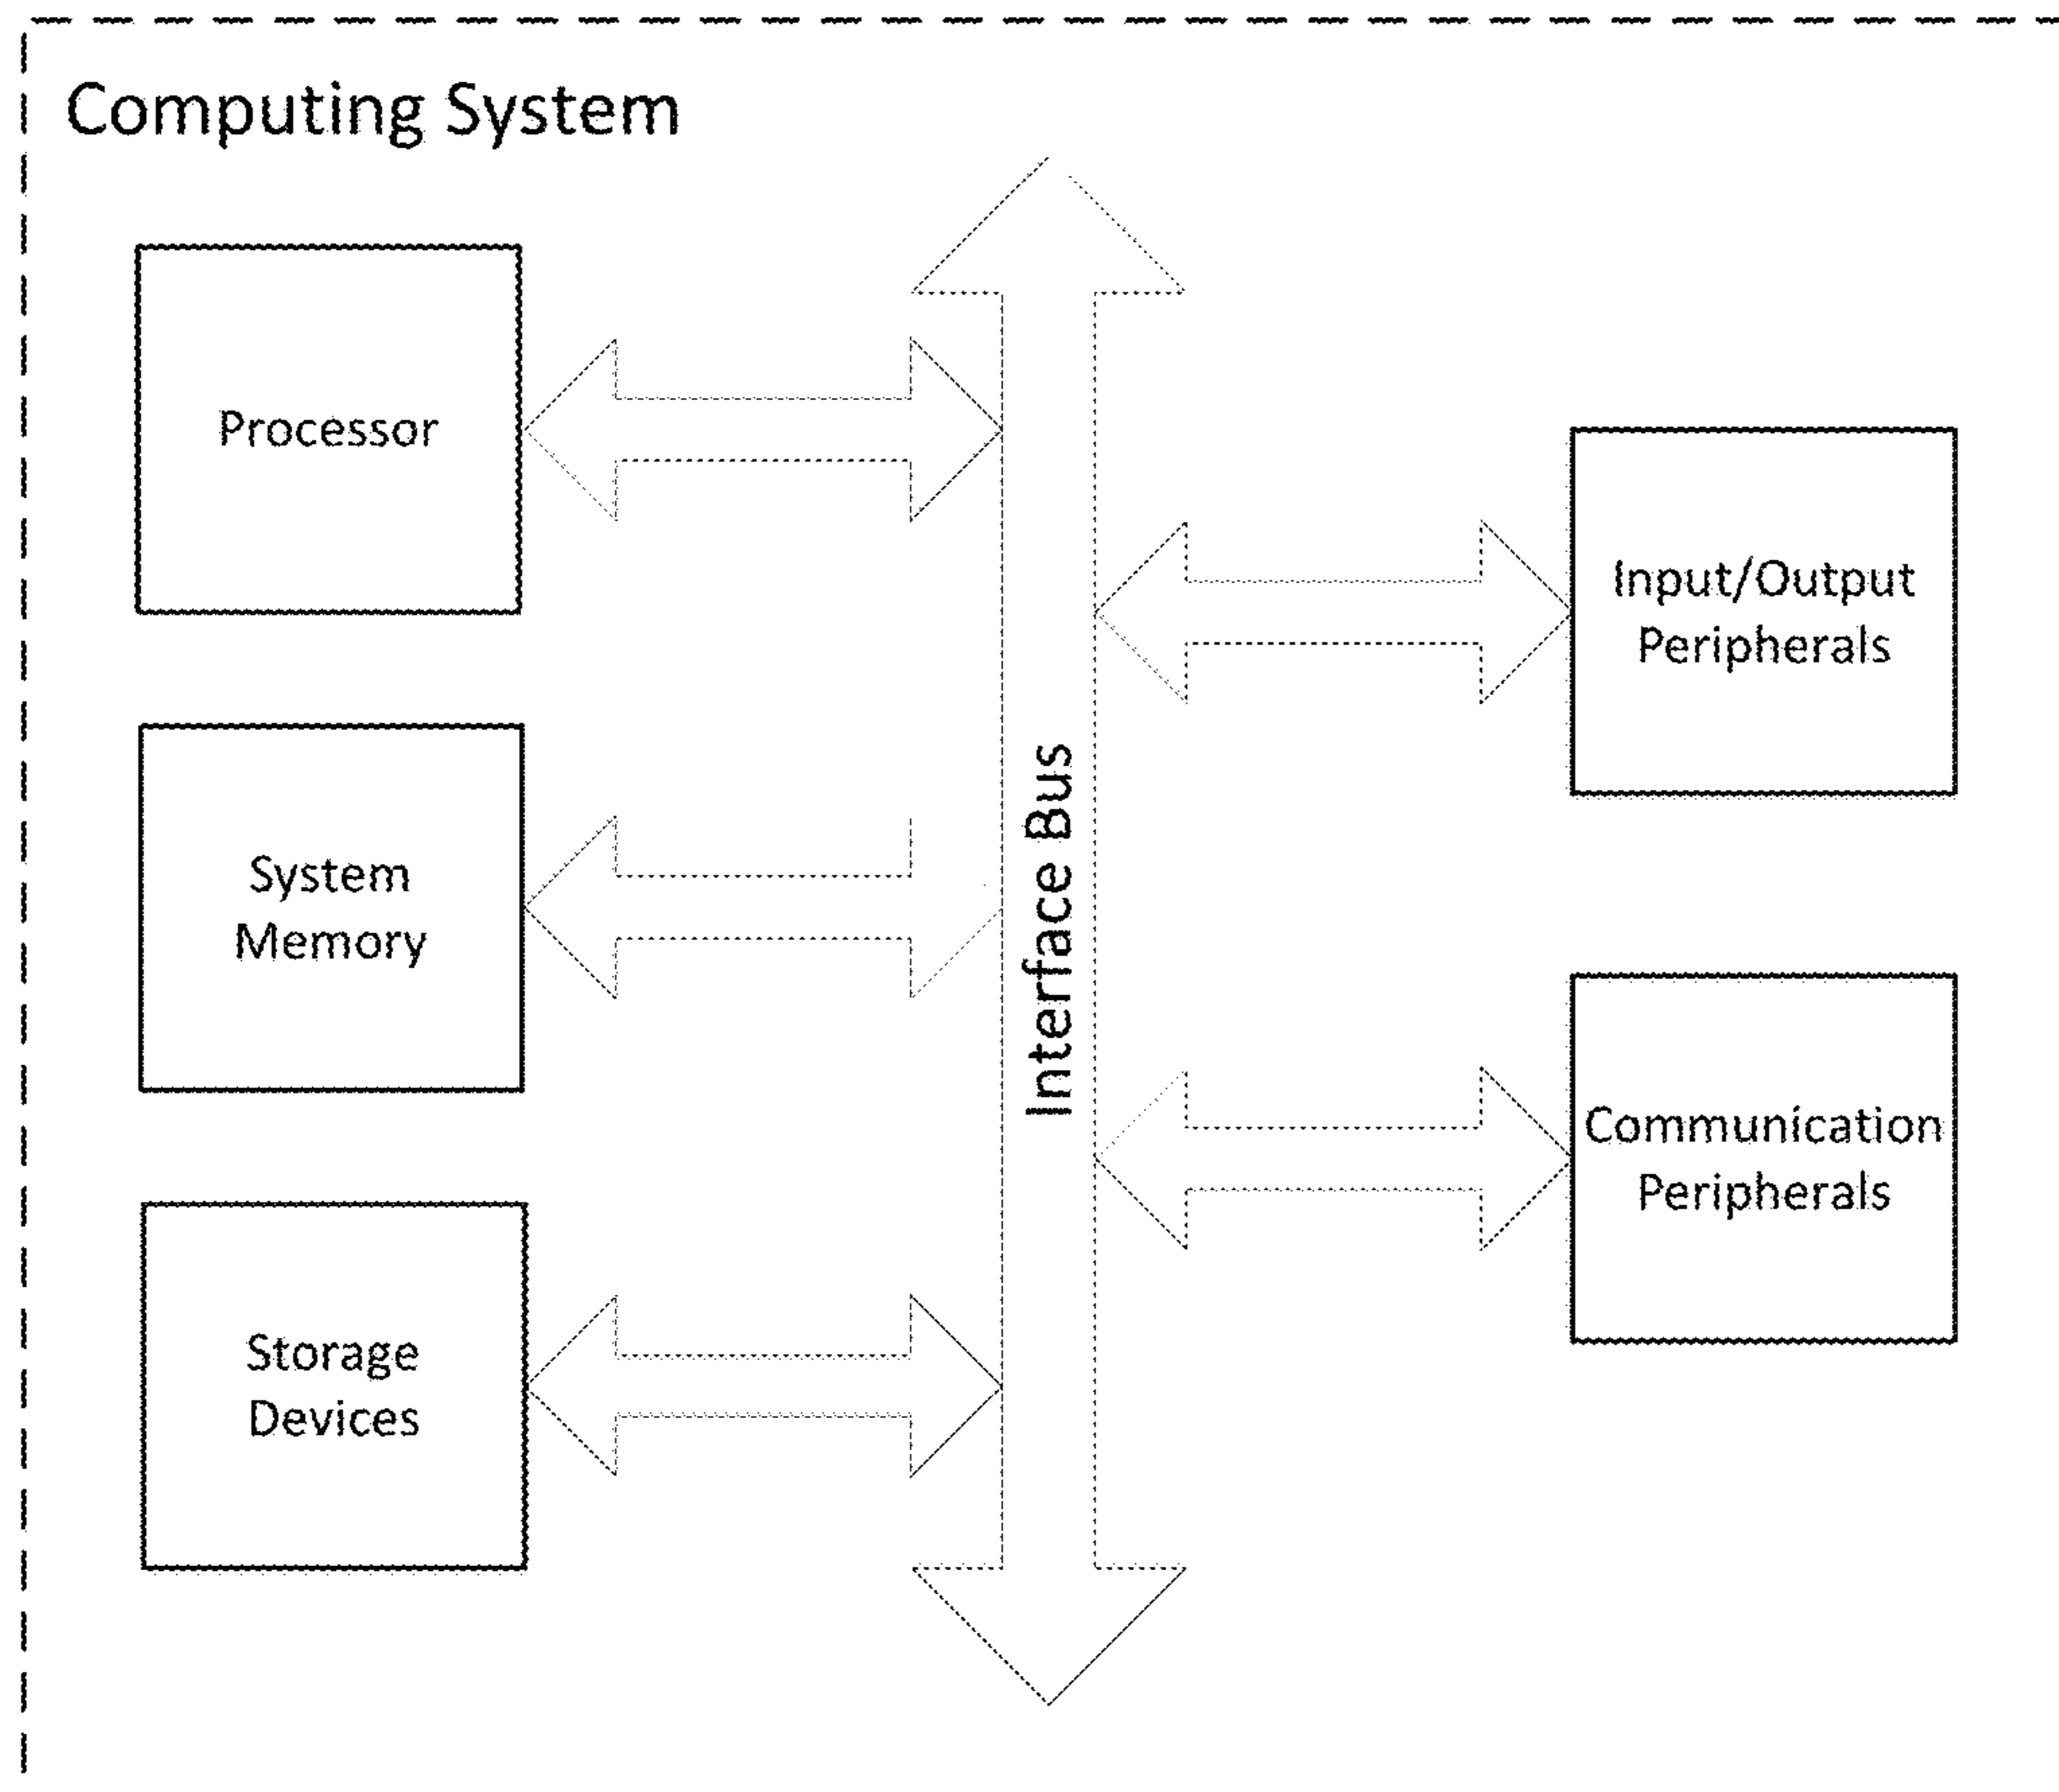 Computing System
Processor
System
Memory
Storage
Devices
Interface Bus
Input/Output
Peripherals
Communication
Peripherals